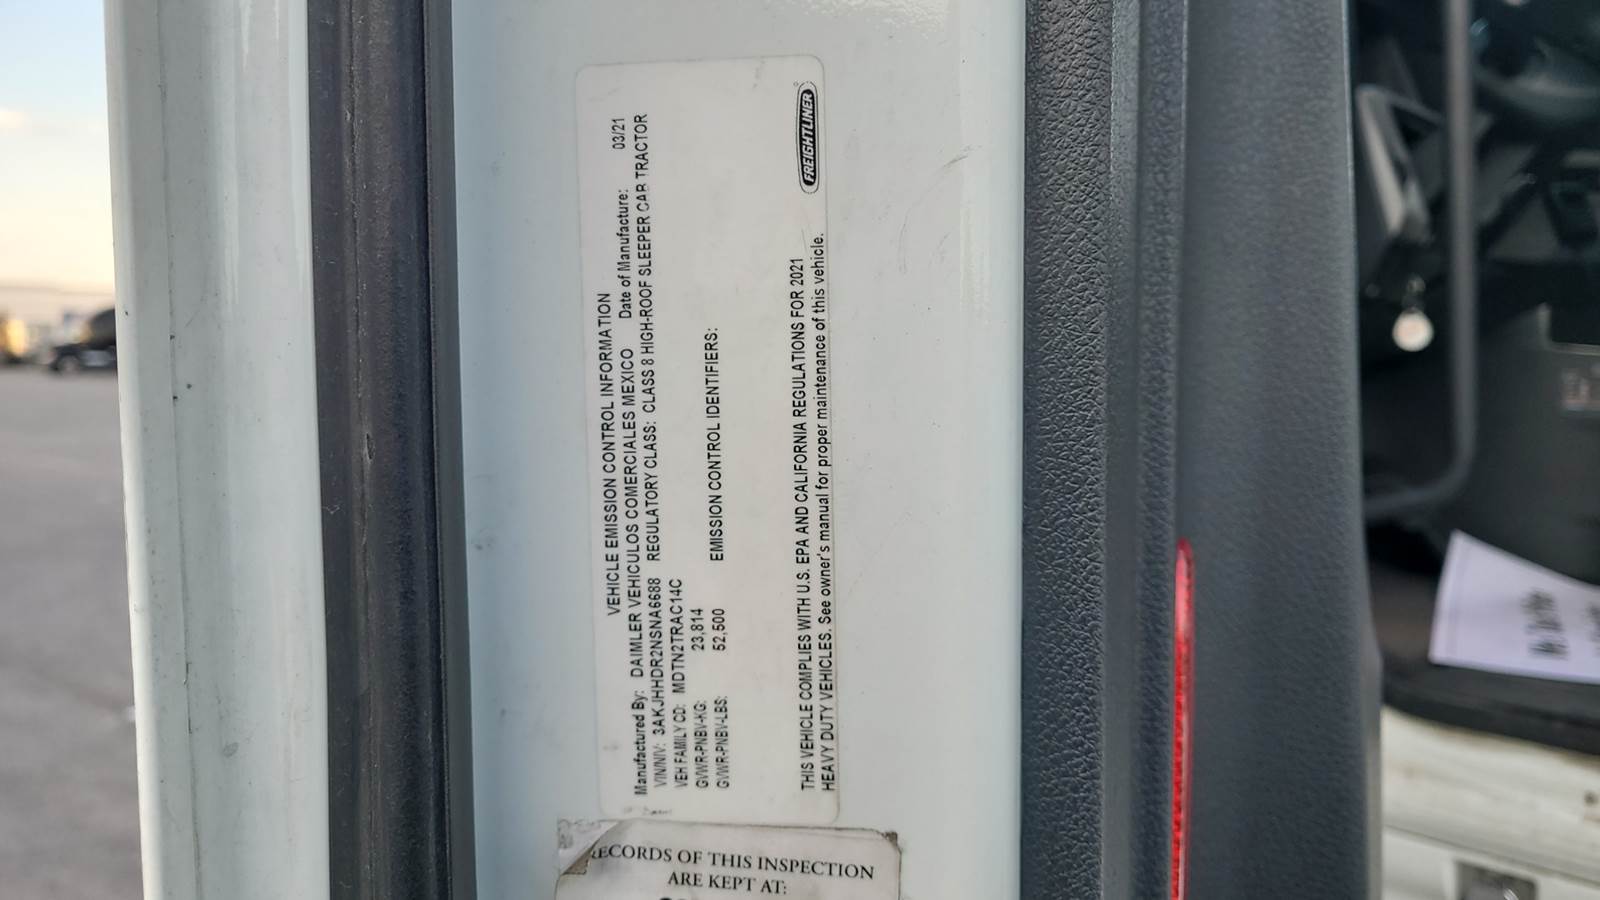 VEHICLE EMISSION CONTROL INFORMATION
Manufactured By: DAIMLER VEHICULOS COMERCIALES MEXICO Date of Manufacture: 03/21
VIN/NIV: 3AKJHHDR2NSNA6688 REGULATORY CLASS: CLASS 8 HIGH-ROOF SLEEPER CAB TRACTOR
VEH FAMILY CD: MDTN2TRAC14C
GVWR-PNBV-KG: 23,814
GVWR-PNBV-LBS: 52,500 EMISSION CONTROL IDENTIFIERS:
THIS VEHICLE COMPLIES WITH U.S. EPA AND CALIFORNIA REGULATIONS FOR 2021
HEAVY DUTY VEHICLES. See owner's manual for proper maintenance of this vehicle.
FREIGHTLINER
RECORDS OF THIS INSPECTION
ARE KEPT AT: